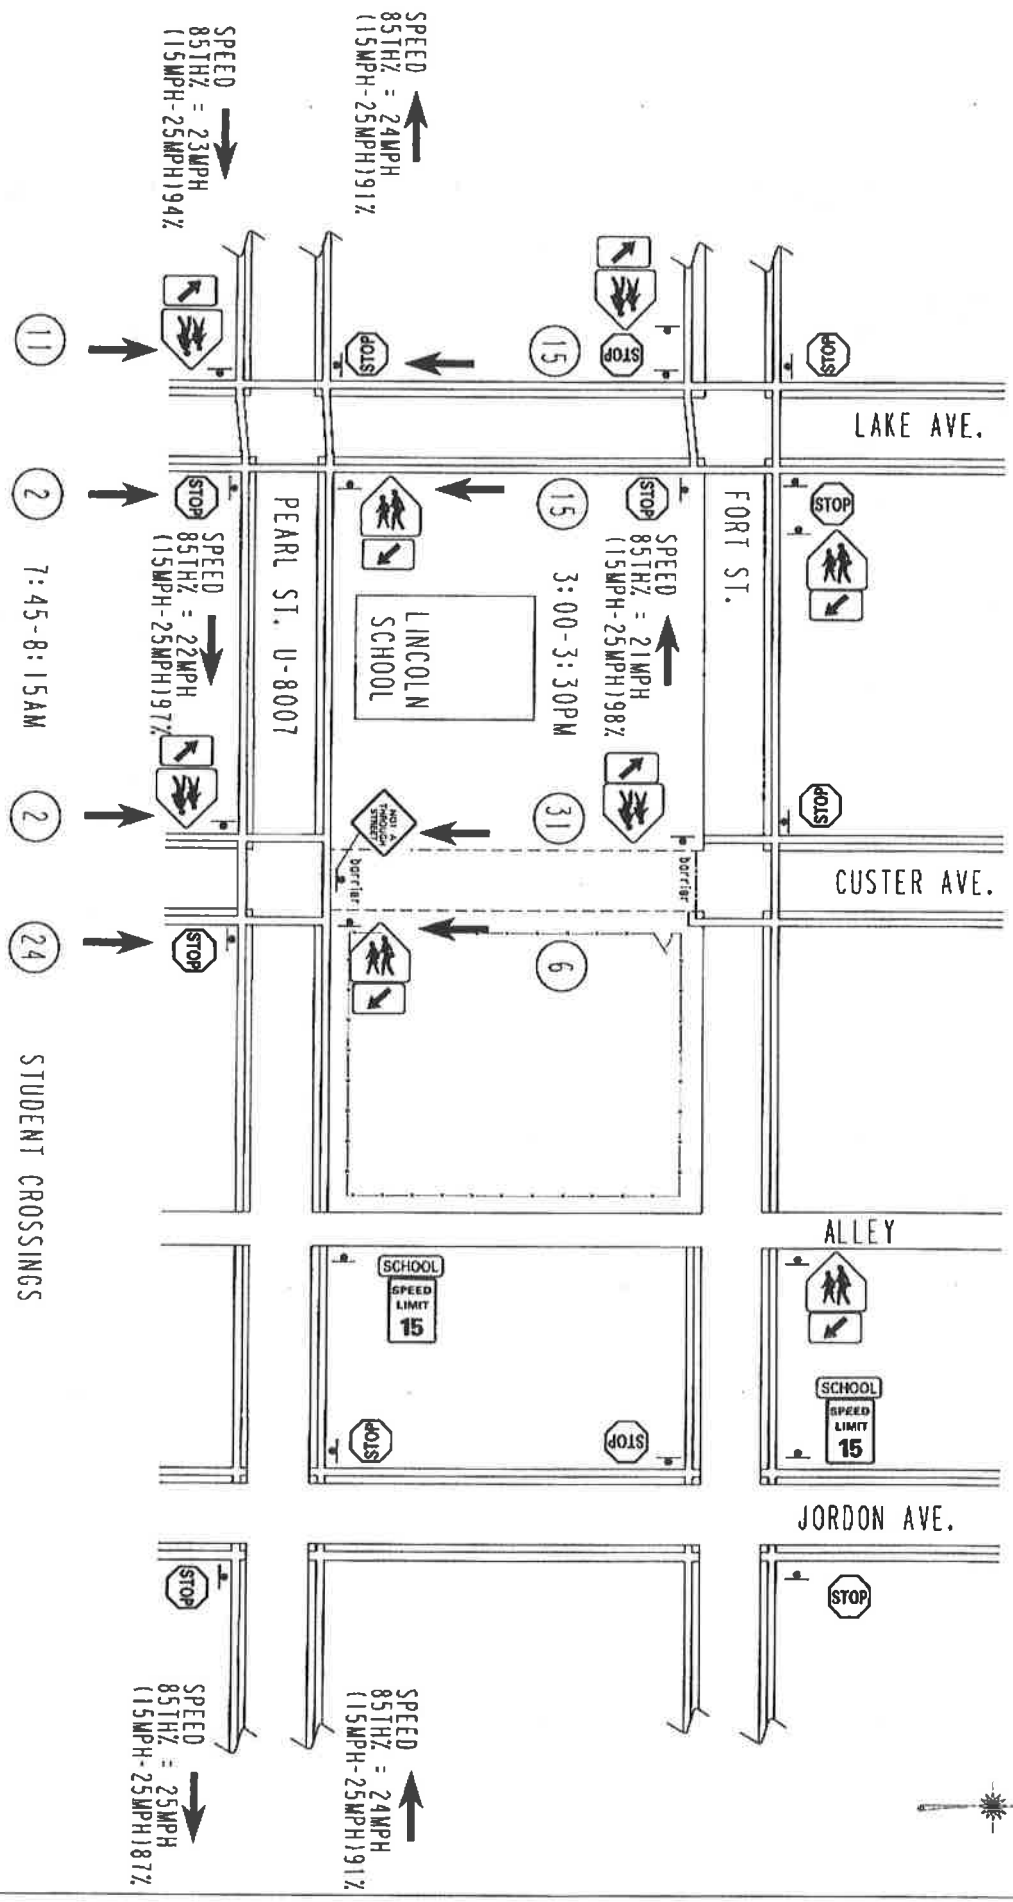 SPEED
85TH% = 23MPH
(15MPH-25MPH)94%
SPEED
85TH% = 24MPH
(15MPH-25MPH)91%
STOP
STOP
STOP
11
15
LAKE AVE.
STOP
STOP
STOP
2
15
7:45-8:15AM
3:00-3:30PM
SPEED
85TH% = 22MPH
(15MPH-25MPH)97%
SPEED
85TH% = 21MPH
(15MPH-25MPH)98%
PEARL ST. U-8007
FORT ST.
LINCOLN
SCHOOL
NOT A
THROUGH
STREET
STOP
2
31
barrier
barrier
CUSTER AVE.
STOP
24
6
STUDENT CROSSINGS
ALLEY
SCHOOL
SPEED
LIMIT
15
SCHOOL
SPEED
LIMIT
15
STOP
STOP
JORDON AVE.
STOP
STOP
SPEED
85TH% = 25MPH
(15MPH-25MPH)87%
SPEED
85TH% = 24MPH
(15MPH-25MPH)91%